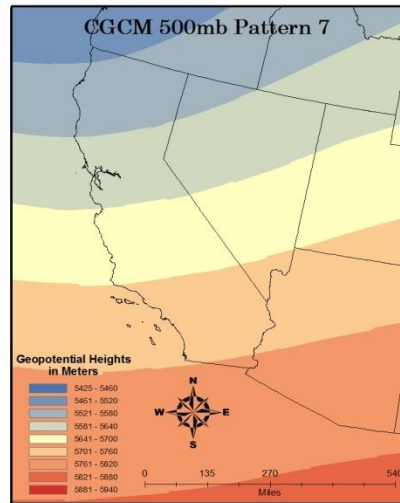 CGCM 500mb Pattern 7
Geopotential Heights
in Meters
5425 - 5460
5461 - 5520
5521 - 5580
5581 - 5640
5641 - 5700
5701 - 5760
5761 - 5820
5821 - 5880
5881 - 5940
N
W E
S
0 135 270 540
Miles